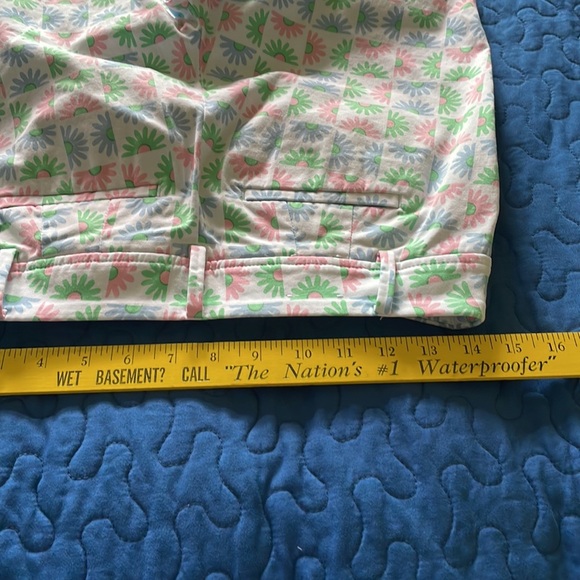 4 5 6 7 8 9 10 11 12 13 14 15 16
WET BASEMENT? CALL "The Nation's #1 Waterproofer"